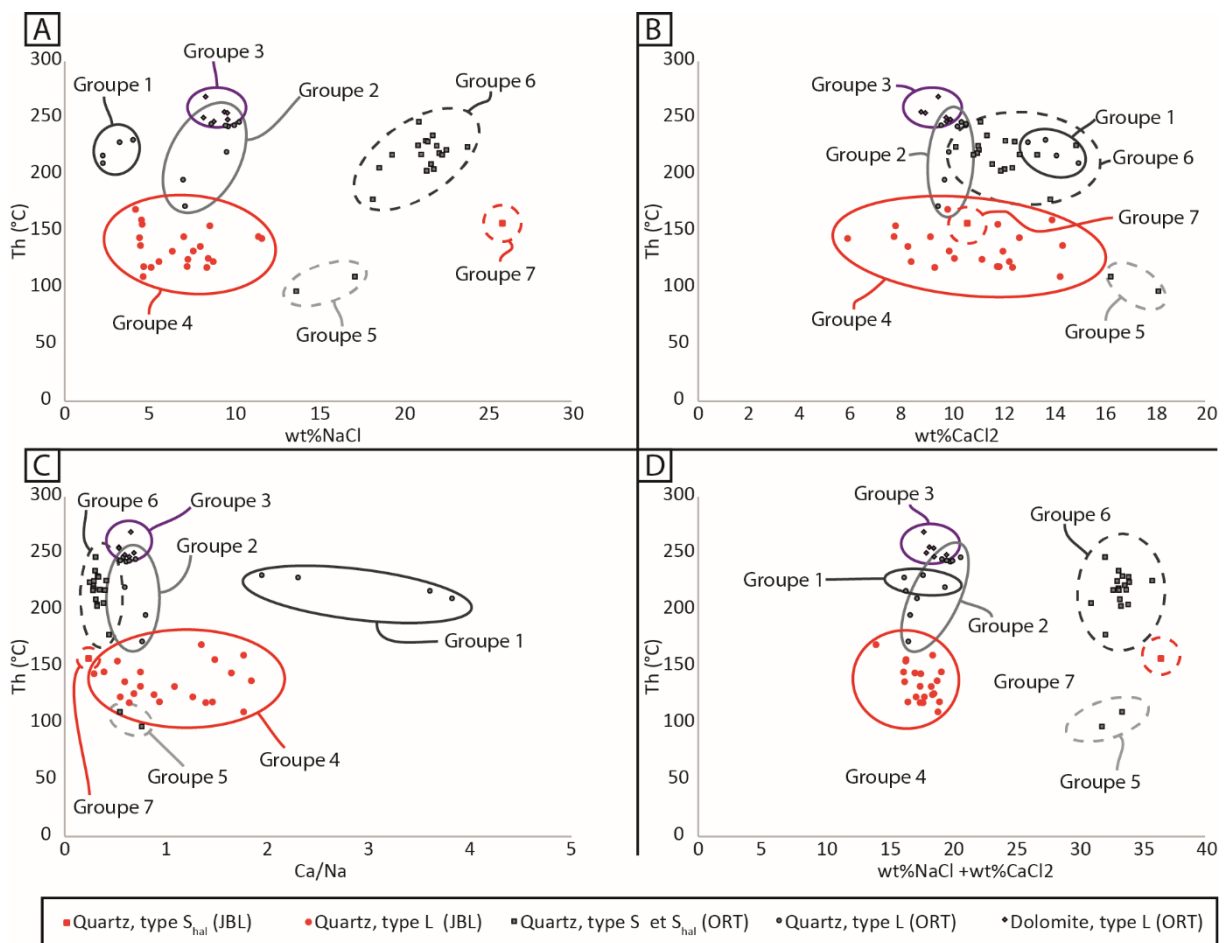 A
Th (°C)
300
250
200
150
100
50
0
0 5 10 15 20 25 30
wt%NaCl
Groupe 1
Groupe 3
Groupe 2
Groupe 6
Groupe 4
Groupe 5
Groupe 7
B
Th (°C)
300
250
200
150
100
50
0
0 2 4 6 8 10 12 14 16 18 20
wt%CaCl2
Groupe 3
Groupe 1
Groupe 2
Groupe 6
Groupe 7
Groupe 4
Groupe 5
C
Th (°C)
300
250
200
150
100
50
0
0 1 2 3 4 5
Ca/Na
Groupe 6
Groupe 3
Groupe 2
Groupe 1
Groupe 4
Groupe 5
Groupe 7
D
Th (°C)
300
250
200
150
100
50
0
0 5 10 15 20 25 30 35 40
wt%NaCl +wt%CaCl2
Groupe 3
Groupe 6
Groupe 1
Groupe 2
Groupe 7
Groupe 4
Groupe 5
Quartz, type Shal (JBL) Quartz, type L (JBL) Quartz, type S et Shal (ORT) Quartz, type L (ORT) Dolomite, type L (ORT)